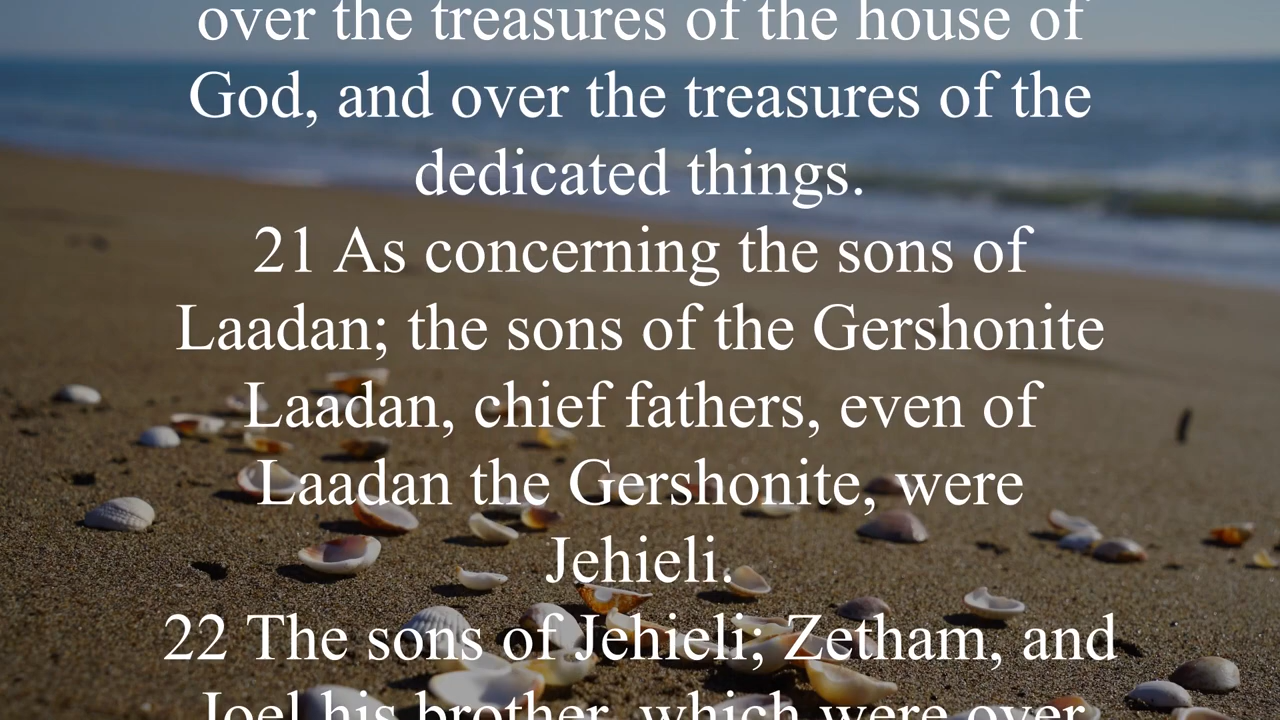 over the treasures of the house of
God, and over the treasures of the
dedicated things.
21 As concerning the sons of
Laadan; the sons of the Gershonite
Laadan, chief fathers, even of
Laadan the Gershonite, were
Jehieli.
22 The sons of Jehieli; Zetham, and
Joel his brother, which were over